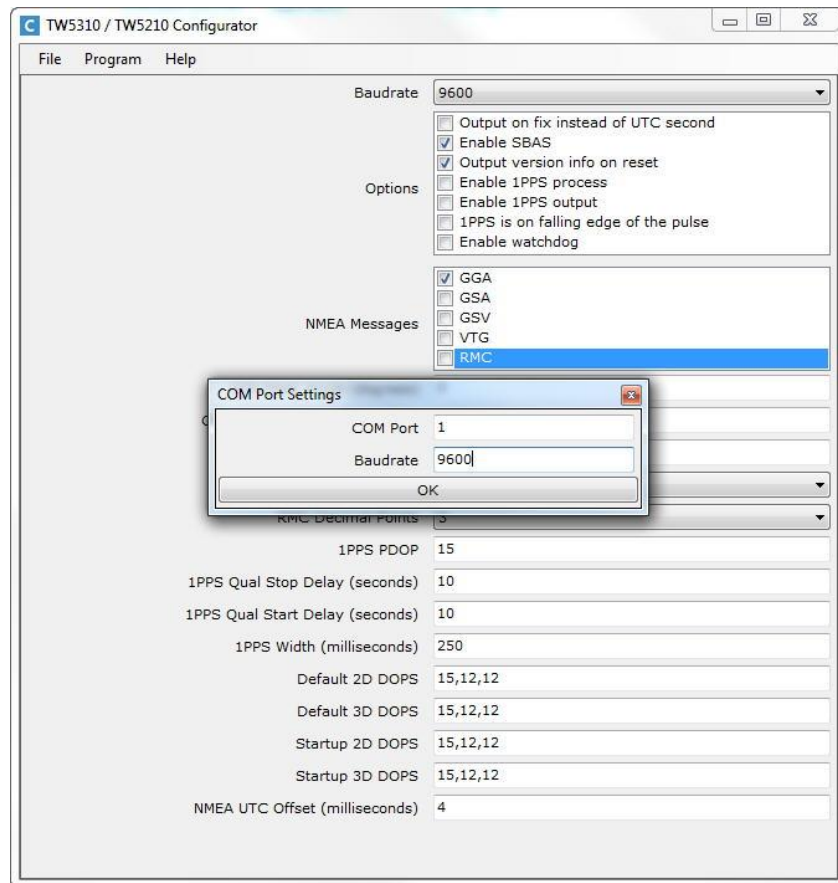 C TW5310 / TW5210 Configurator
File Program Help
Baudrate 9600
Options
Output on fix instead of UTC second
Enable SBAS
Output version info on reset
Enable 1PPS process
Enable 1PPS output
1PPS is on falling edge of the pulse
Enable watchdog
NMEA Messages
GGA
GSA
GSV
VTG
RMC
COM Port Settings
COM Port 1
Baudrate 9600
OK
RMC Decimal Points 3
1PPS PDOP 15
1PPS Qual Stop Delay (seconds) 10
1PPS Qual Start Delay (seconds) 10
1PPS Width (milliseconds) 250
Default 2D DOPS 15,12,12
Default 3D DOPS 15,12,12
Startup 2D DOPS 15,12,12
Startup 3D DOPS 15,12,12
NMEA UTC Offset (milliseconds) 4